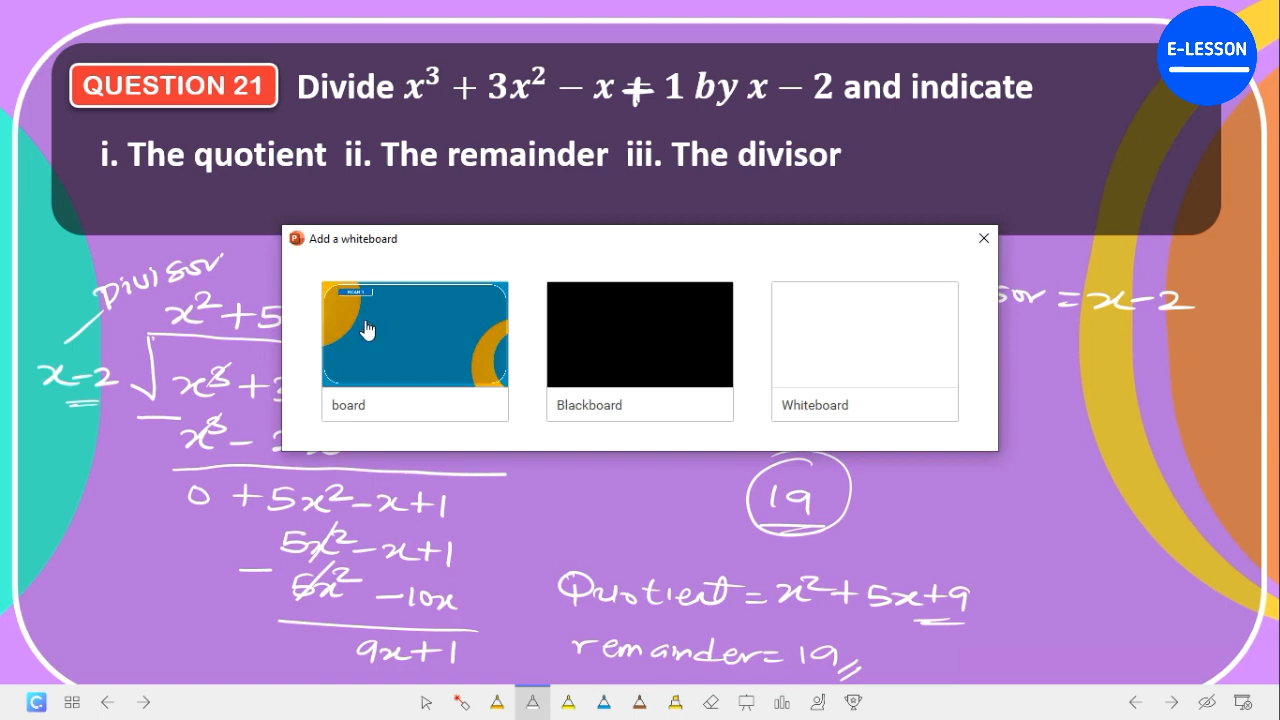 E-LESSON
QUESTION 21 Divide x³ + 3x² − x + 1 by x − 2 and indicate
i. The quotient ii. The remainder iii. The divisor
Add a whiteboard
board
Blackboard
Whiteboard
Divisor
x² + 5
x-2 x³ + 3
x³ -
0 + 5x² - x + 1
5x² - x + 1
- 5x² - 10x
9x + 1
= x - 2
19
Quotient = x² + 5x + 9
remainder = 19
C